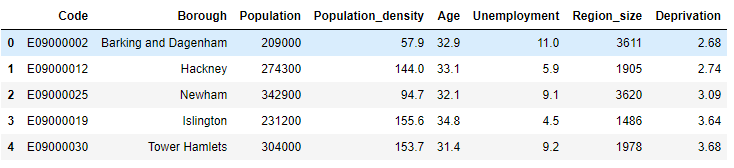 Code Borough Population Population_density Age Unemployment Region_size Deprivation
0 E09000002 Barking and Dagenham 209000 57.9 32.9 11.0 3611 2.68
1 E09000012 Hackney 274300 144.0 33.1 5.9 1905 2.74
2 E09000025 Newham 342900 94.7 32.1 9.1 3620 3.09
3 E09000019 Islington 231200 155.6 34.8 4.5 1486 3.64
4 E09000030 Tower Hamlets 304000 153.7 31.4 9.2 1978 3.68